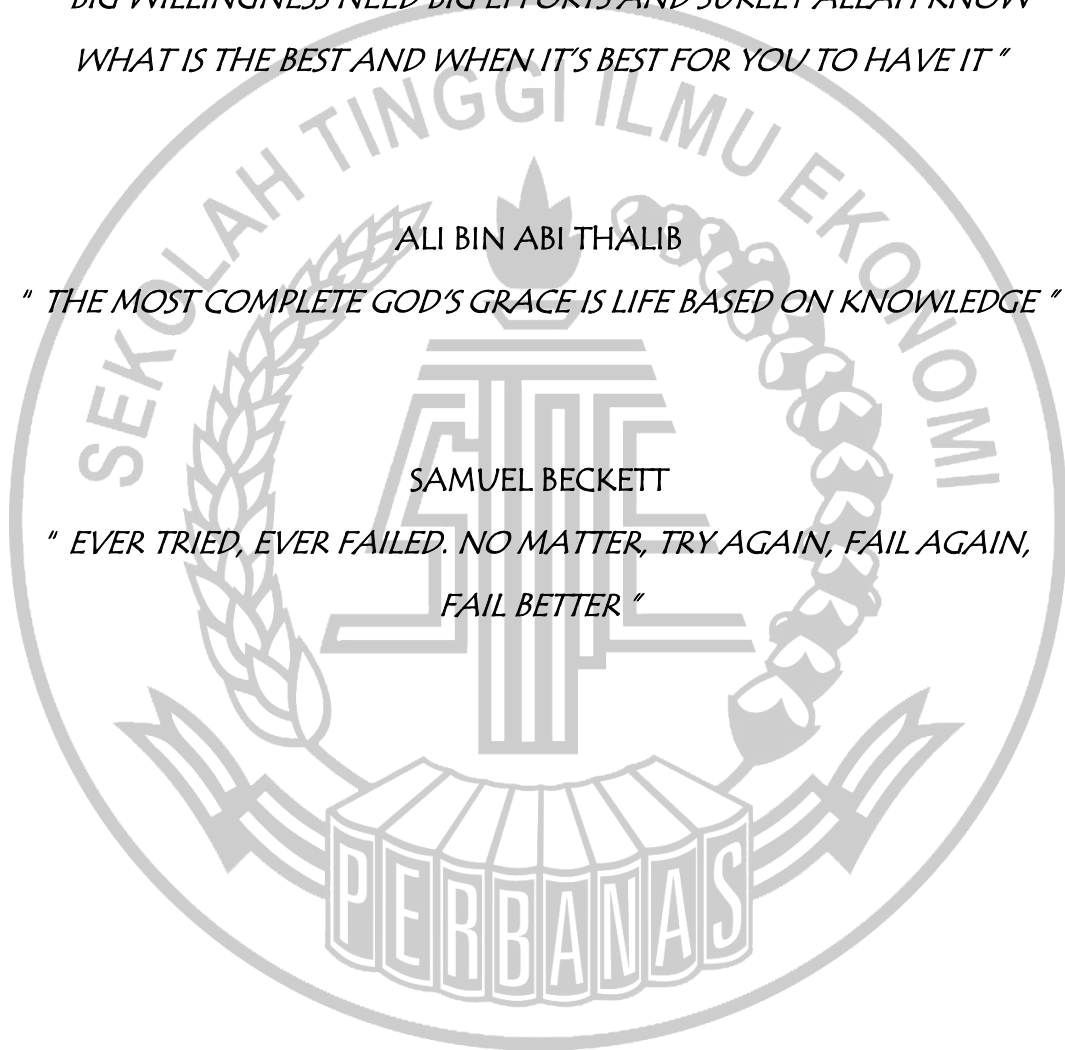 BIG WILLINGNESS NEED BIG EFFORTS AND SURELY ALLAH KNOW
WHAT IS THE BEST AND WHEN IT'S BEST FOR YOU TO HAVE IT "
SEKOLAH TINGGI ILMU EKONOMI
ALI BIN ABI THALIB
" THE MOST COMPLETE GOD'S GRACE IS LIFE BASED ON KNOWLEDGE "
SAMUEL BECKETT
" EVER TRIED, EVER FAILED. NO MATTER, TRY AGAIN, FAIL AGAIN,
FAIL BETTER "
PERBANAS